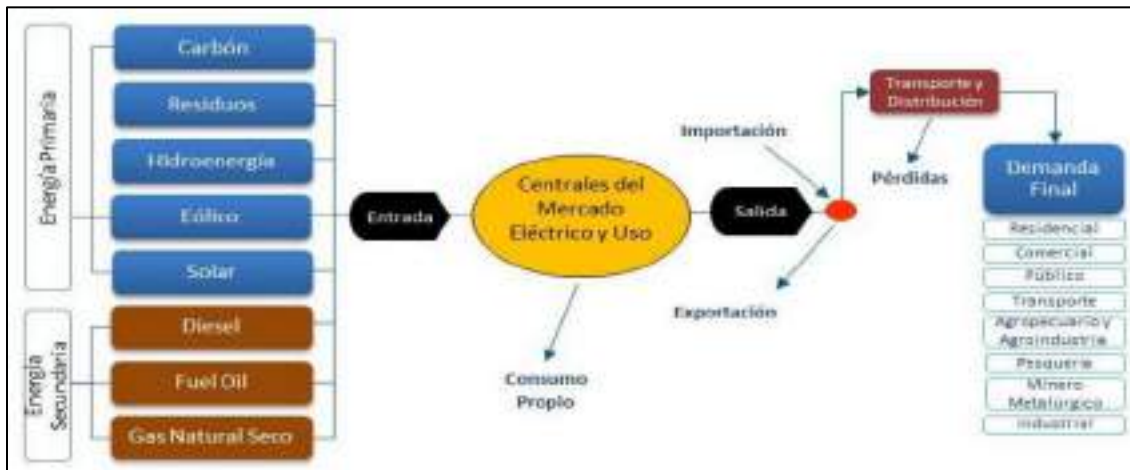 Energía Primaria
Carbón
Residuos
Hidroenergía
Eólico
Solar
Energía
Secundaria
Diesel
Fuel Oil
Gas Natural Seco
Entrada
Centrales del
Mercado
Eléctrico y Uso
Consumo
Propio
Salida
Importación
Exportación
Transporte y
Distribución
Pérdidas
Demanda
Final
Residencial
Comercial
Público
Transporte
Agropecuario y
Agroindustria
Pesquería
Minero
Metalúrgico
Industrial